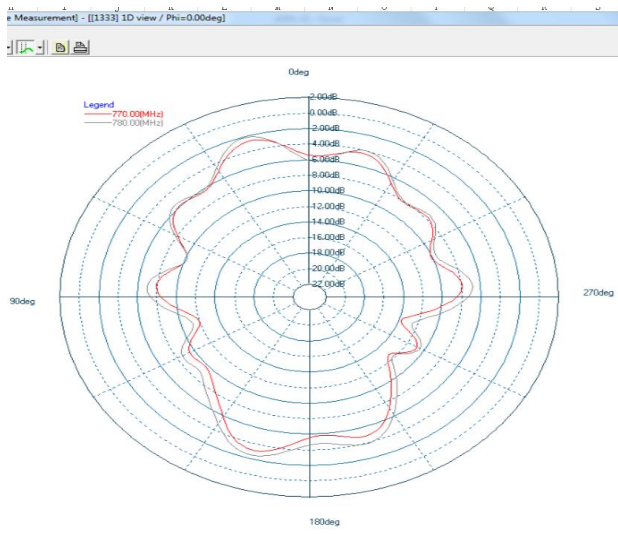 e Measurement] - [[1333] 1D view / Phi=0.00deg]
0deg
Legend
770.00(MHz)
780.00(MHz)
2.00dB
0.00dB
2.00dB
4.00dB
6.00dB
8.00dB
10.00dB
12.00dB
14.00dB
16.00dB
18.00dB
20.00dB
22.00dB
90deg
270deg
180deg